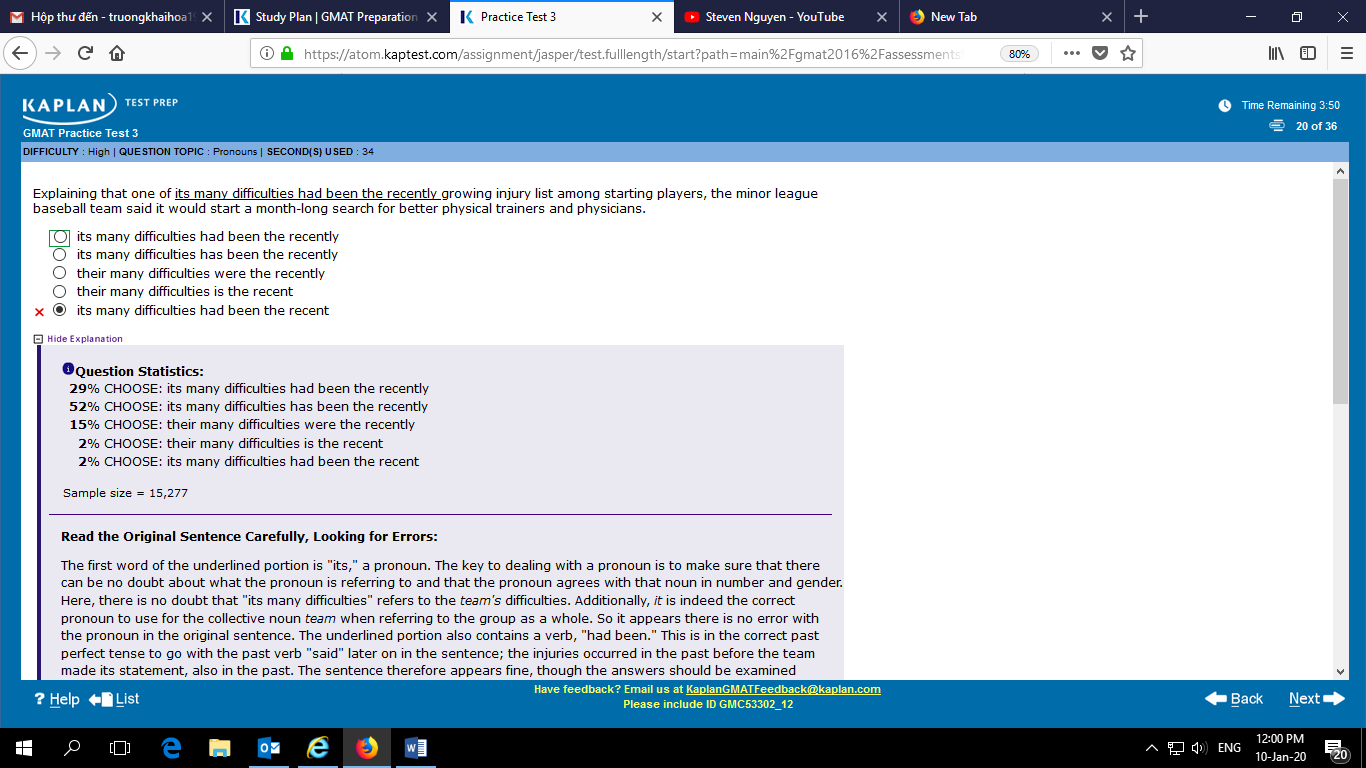 Hộp thư đến - truongkhaihoa1
Study Plan | GMAT Preparation
Practice Test 3
Steven Nguyen - YouTube
New Tab
https://atom.kaptest.com/assignment/jasper/test.fulllength/start?path=main%2Fgmat2016%2Fassessments
80%
KAPLAN TEST PREP
Time Remaining 3:50
GMAT Practice Test 3
20 of 36
DIFFICULTY : High | QUESTION TOPIC : Pronouns | SECOND(S) USED : 34
Explaining that one of its many difficulties had been the recently growing injury list among starting players, the minor league
baseball team said it would start a month-long search for better physical trainers and physicians.
its many difficulties had been the recently
its many difficulties has been the recently
their many difficulties were the recently
their many difficulties is the recent
its many difficulties had been the recent
Hide Explanation
Question Statistics:
29% CHOOSE: its many difficulties had been the recently
52% CHOOSE: its many difficulties has been the recently
15% CHOOSE: their many difficulties were the recently
2% CHOOSE: their many difficulties is the recent
2% CHOOSE: its many difficulties had been the recent
Sample size = 15,277
Read the Original Sentence Carefully, Looking for Errors:
The first word of the underlined portion is "its," a pronoun. The key to dealing with a pronoun is to make sure that there
can be no doubt about what the pronoun is referring to and that the pronoun agrees with that noun in number and gender.
Here, there is no doubt that "its many difficulties" refers to the team's difficulties. Additionally, it is indeed the correct
pronoun to use for the collective noun team when referring to the group as a whole. So it appears there is no error with
the pronoun in the original sentence. The underlined portion also contains a verb, "had been." This is in the correct past
perfect tense to go with the past verb "said" later on in the sentence; the injuries occurred in the past before the team
made its statement, also in the past. The sentence therefore appears fine, though the answers should be examined
? Help
List
Have feedback? Email us at KaplanGMATFeedback@kaplan.com
Please include ID GMC53302_12
Back
Next
ENG
12:00 PM
10-Jan-20
20